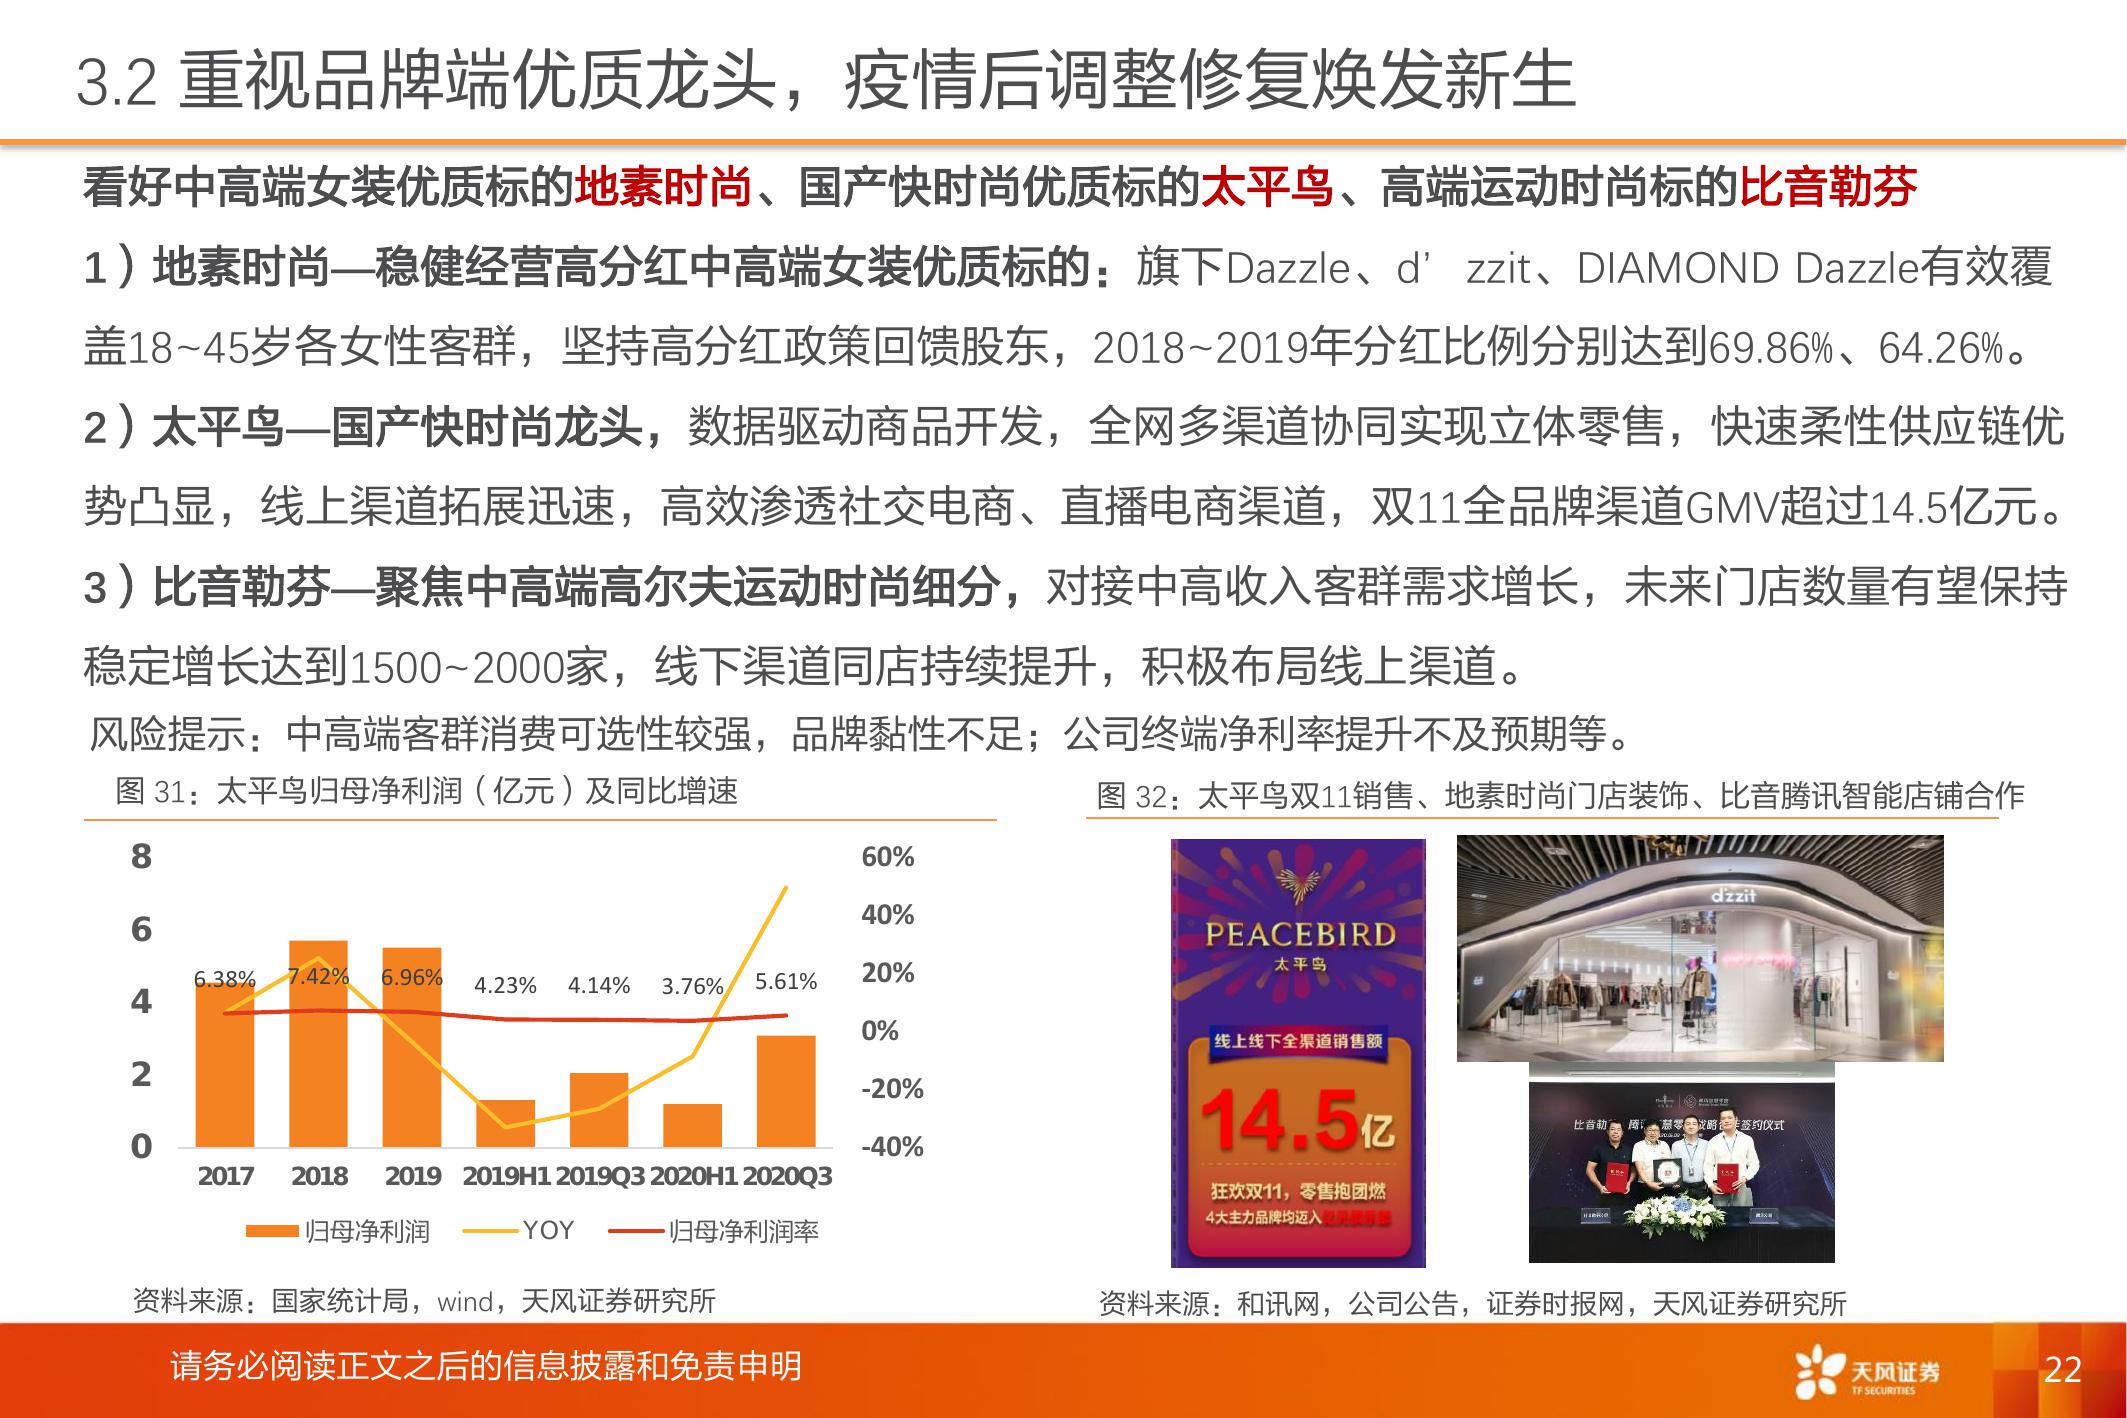 3.2 重视品牌端优质龙头，疫情后调整修复焕发新生
看好中高端女装优质标的地素时尚、国产快时尚优质标的太平鸟、高端运动时尚标的比音勒芬
1）地素时尚—稳健经营高分红中高端女装优质标的：旗下Dazzle、d’zzit、DIAMOND Dazzle有效覆
盖18~45岁各女性客群，坚持高分红政策回馈股东，2018~2019年分红比例分别达到69.86%、64.26%。
2）太平鸟—国产快时尚龙头，数据驱动商品开发，全网多渠道协同实现立体零售，快速柔性供应链优
势凸显，线上渠道拓展迅速，高效渗透社交电商、直播电商渠道，双11全品牌渠道GMV超过14.5亿元。
3）比音勒芬—聚焦中高端高尔夫运动时尚细分，对接中高收入客群需求增长，未来门店数量有望保持
稳定增长达到1500~2000家，线下渠道同店持续提升，积极布局线上渠道。
风险提示：中高端客群消费可选性较强，品牌黏性不足；公司终端净利率提升不及预期等。
图 31：太平鸟归母净利润（亿元）及同比增速
8
6
4
2
0
60%
40%
20%
0%
-20%
-40%
6.38% 7.42% 6.96% 4.23% 4.14% 3.76% 5.61%
2017 2018 2019 2019H1 2019Q3 2020H1 2020Q3
归母净利润 YOY 归母净利润率
资料来源：国家统计局，wind，天风证券研究所
图 32：太平鸟双11销售、地素时尚门店装饰、比音腾讯智能店铺合作
PEACEBIRD
太平鸟
线上线下全渠道销售额
14.5亿
狂欢双11，零售抱团燃
4大主力品牌均迈入
d'zzit
比音勒 腾讯 慧零 战略合作签约仪式
资料来源：和讯网，公司公告，证券时报网，天风证券研究所
请务必阅读正文之后的信息披露和免责申明
天风证券
TF SECURITIES
22